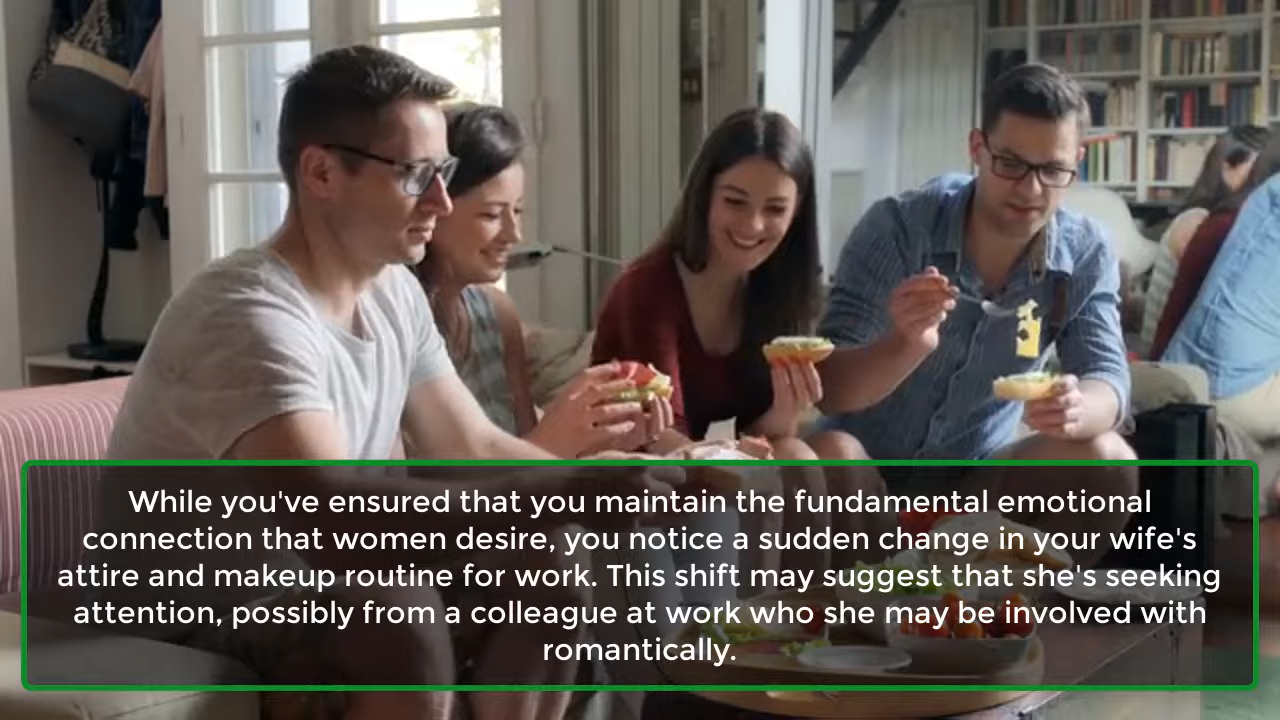 While you've ensured that you maintain the fundamental emotional
connection that women desire, you notice a sudden change in your wife's
attire and makeup routine for work. This shift may suggest that she's seeking
attention, possibly from a colleague at work who she may be involved with
romantically.